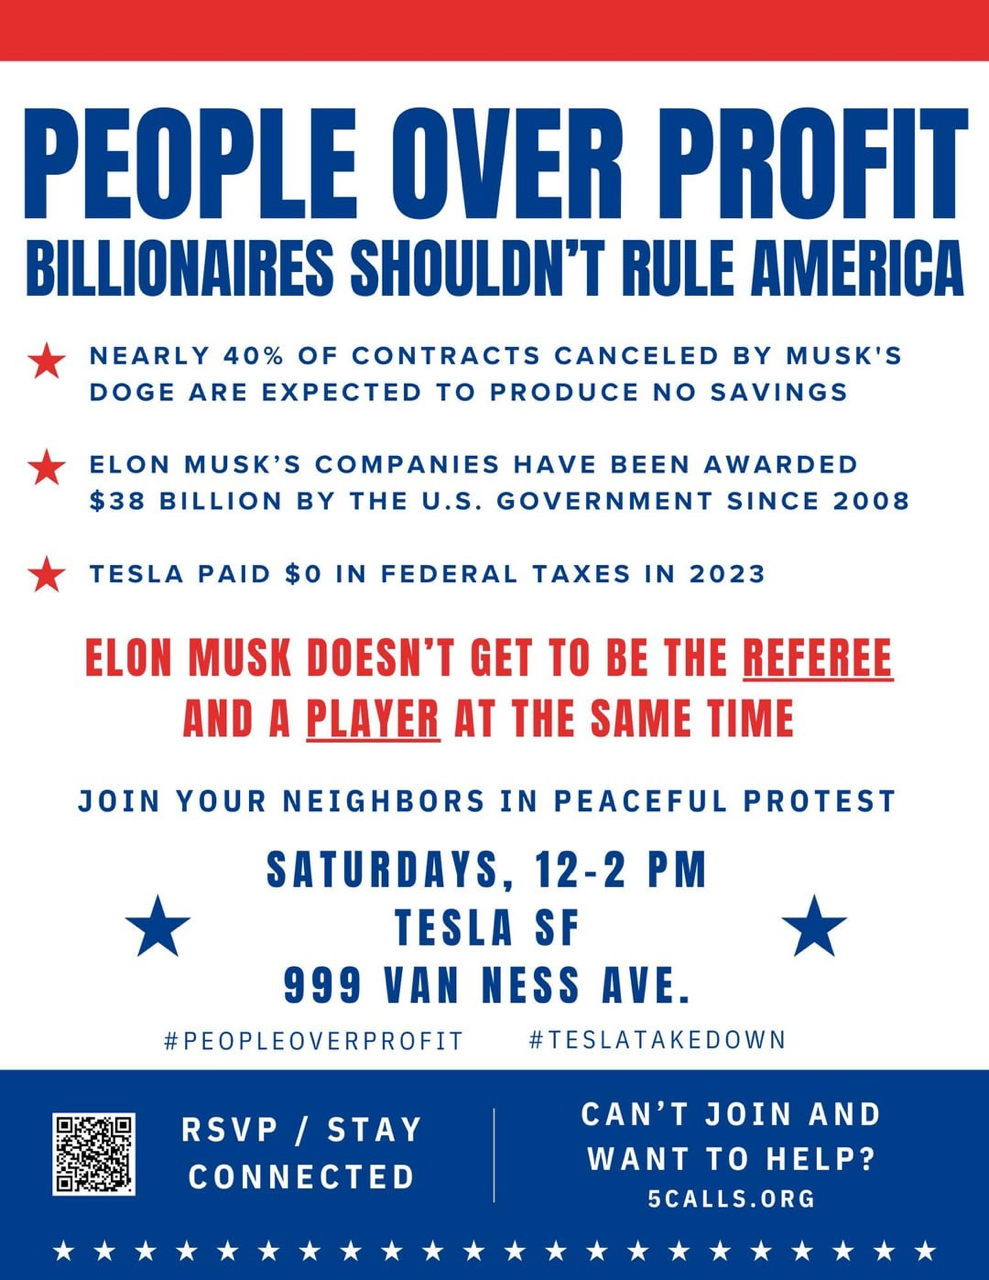 PEOPLE OVER PROFIT
BILLIONAIRES SHOULDN’T RULE AMERICA
NEARLY 40% OF CONTRACTS CANCELED BY MUSK'S
DOGE ARE EXPECTED TO PRODUCE NO SAVINGS
ELON MUSK’S COMPANIES HAVE BEEN AWARDED
$38 BILLION BY THE U.S. GOVERNMENT SINCE 2008
TESLA PAID $0 IN FEDERAL TAXES IN 2023
ELON MUSK DOESN’T GET TO BE THE REFEREE
AND A PLAYER AT THE SAME TIME
JOIN YOUR NEIGHBORS IN PEACEFUL PROTEST
SATURDAYS, 12-2 PM
TESLA SF
999 VAN NESS AVE.
#PEOPLEOVERPROFIT #TESLATAKEDOWN
RSVP / STAY
CONNECTED
CAN’T JOIN AND
WANT TO HELP?
5CALLS.ORG